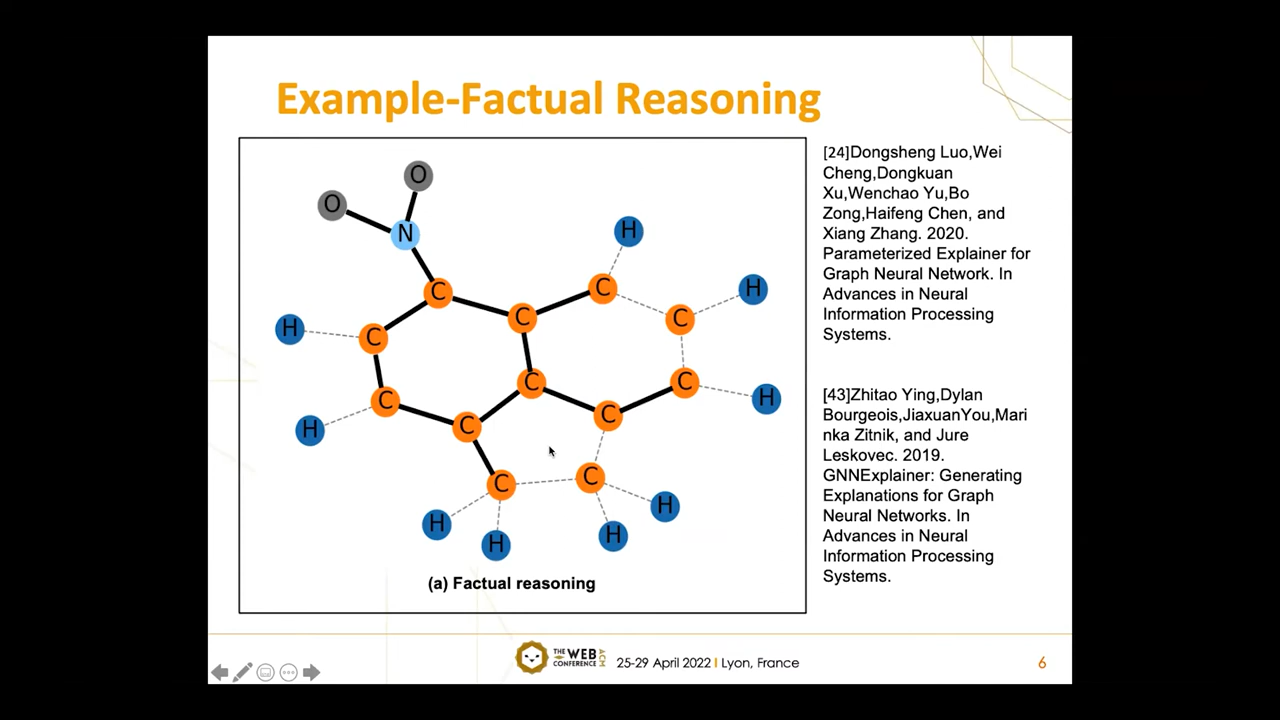 Example-Factual Reasoning
O
O
N
H
C
C
C
H
H
C
C
H
C
C
C
H
H
C
C
C
C
H
H
H
H
(a) Factual reasoning
[24]Dongsheng Luo,Wei
Cheng,Dongkuan
Xu,Wenchao Yu,Bo
Zong,Haifeng Chen, and
Xiang Zhang. 2020.
Parameterized Explainer for
Graph Neural Network. In
Advances in Neural
Information Processing
Systems.
[43]Zhitao Ying,Dylan
Bourgeois,JiaxuanYou,Mari
nka Zitnik, and Jure
Leskovec. 2019.
GNNExplainer: Generating
Explanations for Graph
Neural Networks. In
Advances in Neural
Information Processing
Systems.
THE WEB
CONFERENCE
ACM
25-29 April 2022 I Lyon, France
6